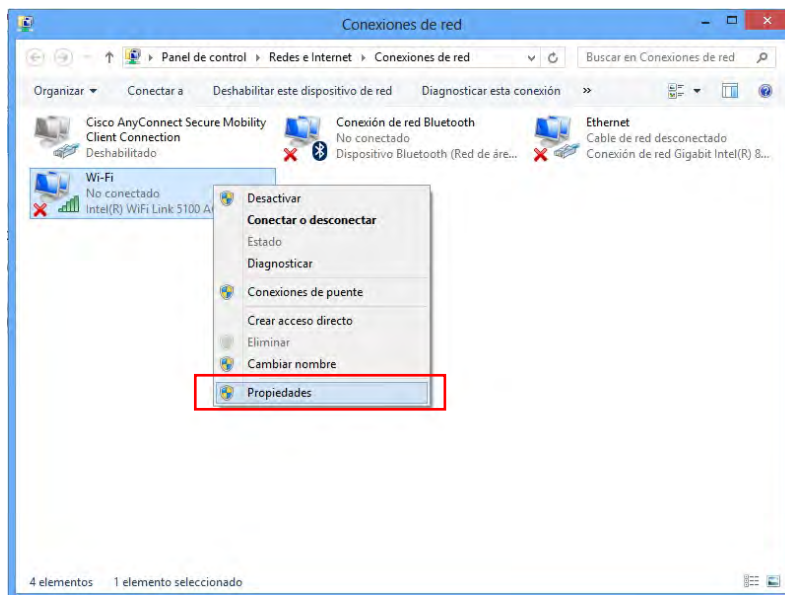 Conexiones de red
Panel de control Redes e Internet Conexiones de red
Buscar en Conexiones de red
Organizar Conectar a Deshabilitar este dispositivo de red Diagnosticar esta conexión »
Cisco AnyConnect Secure Mobility
Client Connection
Deshabilitado
Conexión de red Bluetooth
No conectado
Dispositivo Bluetooth (Red de áre...
Ethernet
Cable de red desconectado
Conexión de red Gigabit Intel(R) 8...
Wi-Fi
No conectado
Intel(R) WiFi Link 5100 A
Desactivar
Conectar o desconectar
Estado
Diagnosticar
Conexiones de puente
Crear acceso directo
Eliminar
Cambiar nombre
Propiedades
4 elementos 1 elemento seleccionado